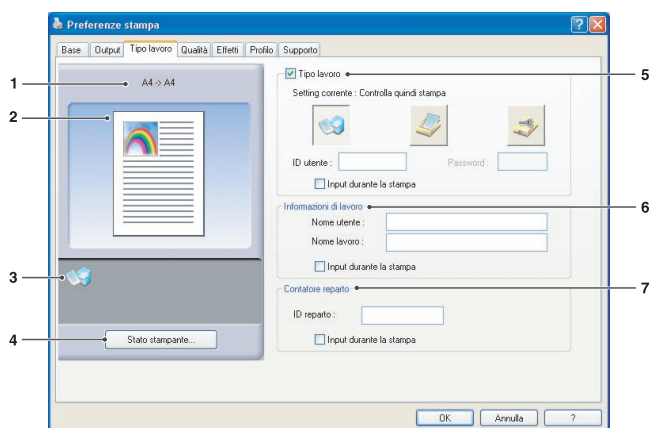 Preferenze stampa
Base Output Tipo lavoro Qualità Effetti Profilo Supporto
1
A4 -> A4
2
3
4
Stato stampante...
Tipo lavoro
5
Setting corrente : Controlla quindi stampa
ID utente :
Password :
Input durante la stampa
Informazioni di lavoro
6
Nome utente :
Nome lavoro :
Input durante la stampa
Contatore reparto
7
ID reparto :
Input durante la stampa
OK Annulla ?